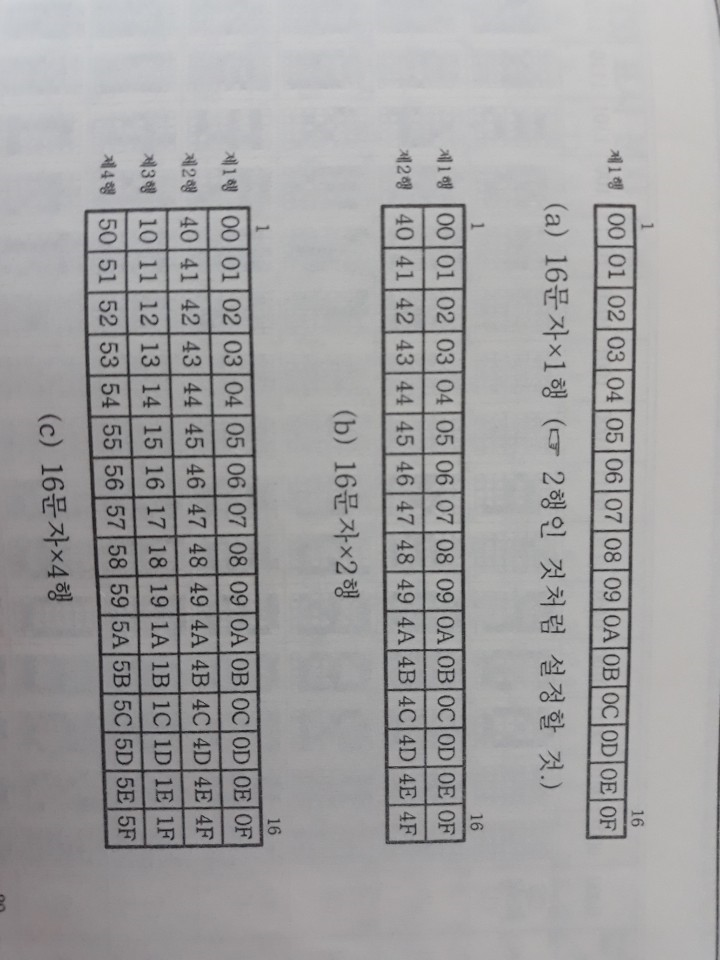 1 16
제1행 00 01 02 03 04 05 06 07 08 09 0A 0B 0C 0D 0E 0F
(a) 16문자×1행 (☞ 2행인 것처럼 설정할 것.)
1 16
제1행 00 01 02 03 04 05 06 07 08 09 0A 0B 0C 0D 0E 0F
제2행 40 41 42 43 44 45 46 47 48 49 4A 4B 4C 4D 4E 4F
(b) 16문자×2행
1 16
제1행 00 01 02 03 04 05 06 07 08 09 0A 0B 0C 0D 0E 0F
제2행 40 41 42 43 44 45 46 47 48 49 4A 4B 4C 4D 4E 4F
제3행 10 11 12 13 14 15 16 17 18 19 1A 1B 1C 1D 1E 1F
제4행 50 51 52 53 54 55 56 57 58 59 5A 5B 5C 5D 5E 5F
(c) 16문자×4행